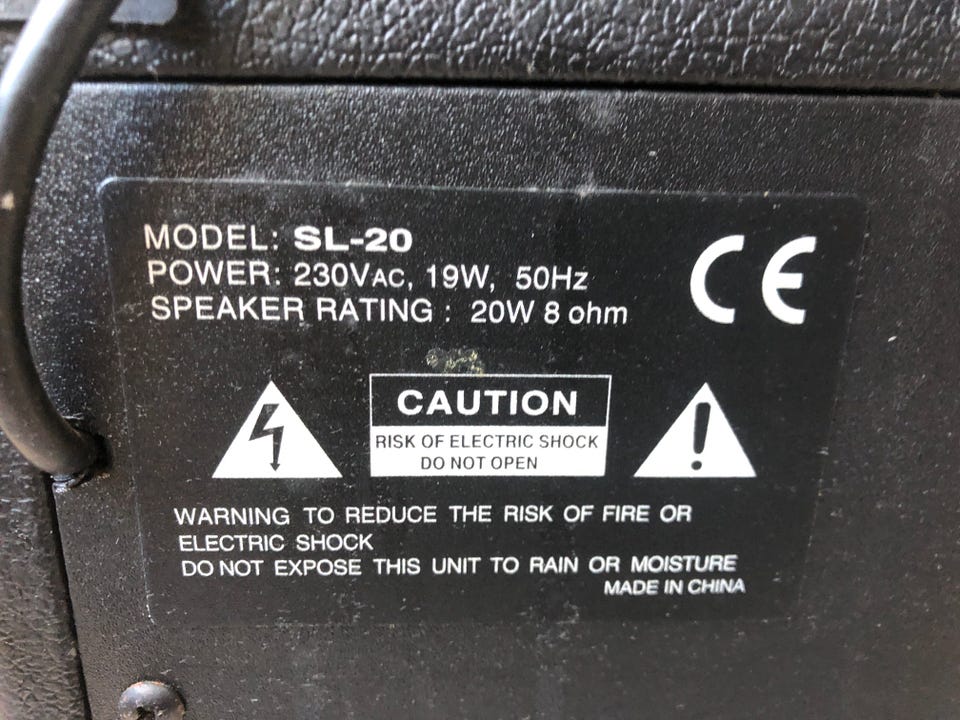 MODEL: SL-20
POWER: 230VAC, 19W, 50Hz
SPEAKER RATING : 20W 8 ohm
CE
CAUTION
RISK OF ELECTRIC SHOCK
DO NOT OPEN
WARNING TO REDUCE THE RISK OF FIRE OR
ELECTRIC SHOCK
DO NOT EXPOSE THIS UNIT TO RAIN OR MOISTURE
MADE IN CHINA